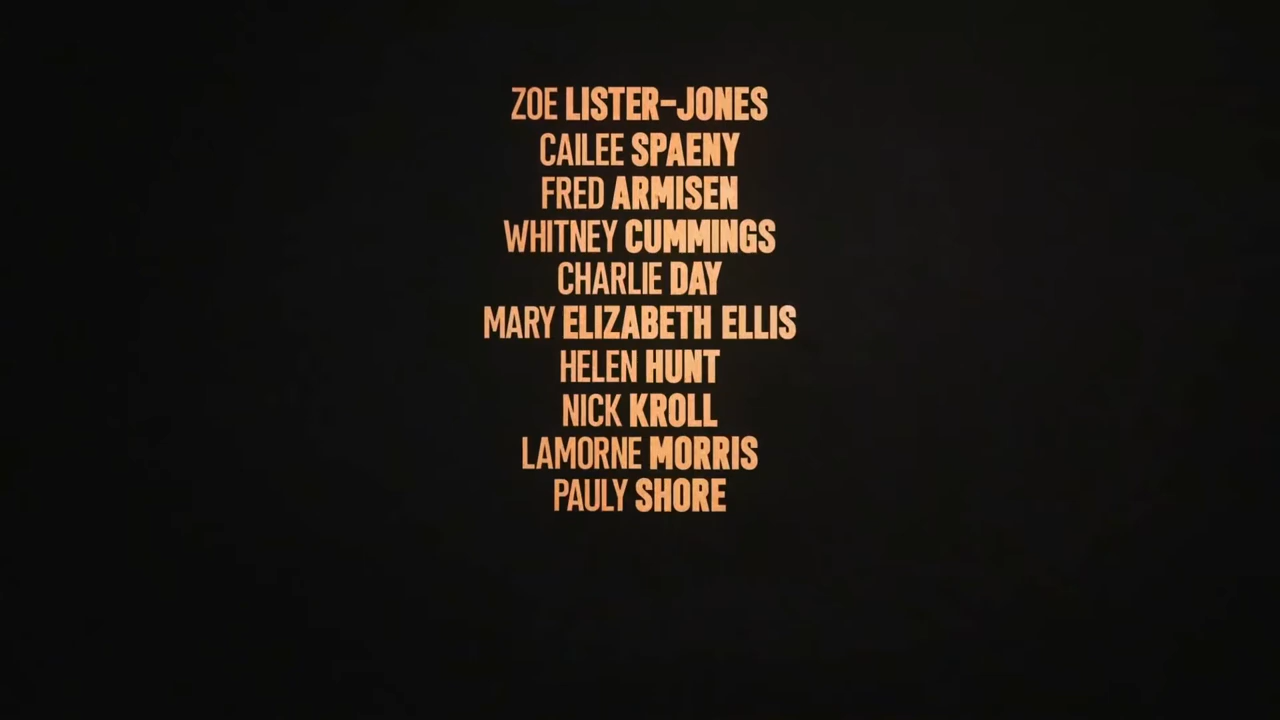 ZOE LISTER-JONES
CAILEE SPAENY
FRED ARMISEN
WHITNEY CUMMINGS
CHARLIE DAY
MARY ELIZABETH ELLIS
HELEN HUNT
NICK KROLL
LAMORNE MORRIS
PAULY SHORE